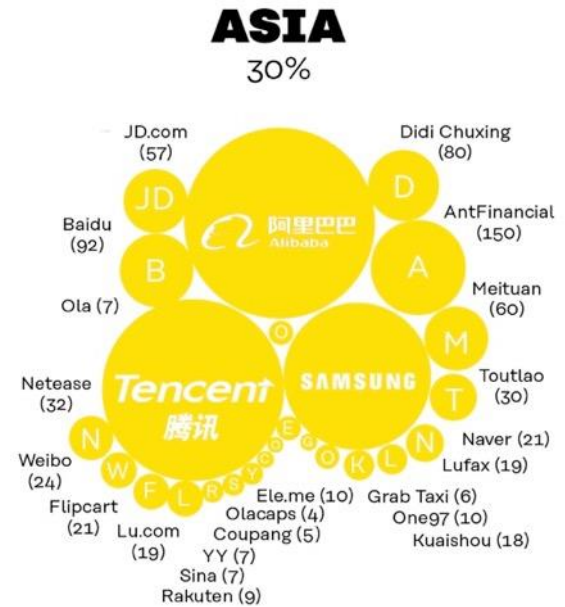 ASIA
30%
JD.com
(57)
Didi Chuxing
(80)
JD
D
阿里巴巴
Alibaba
Baidu
(92)
AntFinancial
(150)
B
A
Ola (7)
Meituan
(60)
O
M
Netease
(32)
Tencent
腾讯
SAMSUNG
Toutlao
(30)
T
N
E
G
O
K
L
N
Naver (21)
Weibo
(24)
W
F
L
R
S
Y
C
O
Lufax (19)
Flipcart
(21)
Ele.me (10)
Grab Taxi (6)
Olacaps (4)
One97 (10)
Lu.com
(19)
Coupang (5)
Kuaishou (18)
YY (7)
Sina (7)
Rakuten (9)